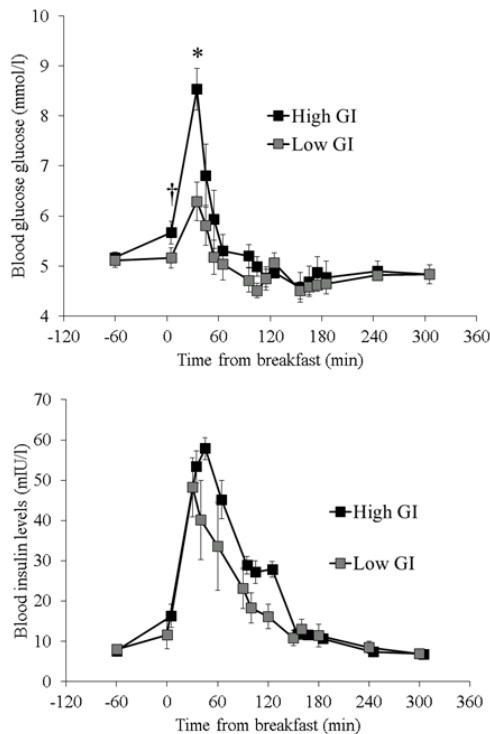 10
9
8
7
6
5
4
*
†
High GI
Low GI
Blood glucose glucose (mmol/l)
-120 -60 0 60 120 180 240 300 360
Time from breakfast (min)
70
60
50
40
30
20
10
0
High GI
Low GI
Blood insulin levels (mIU/l)
-120 -60 0 60 120 180 240 300 360
Time from breakfast (min)